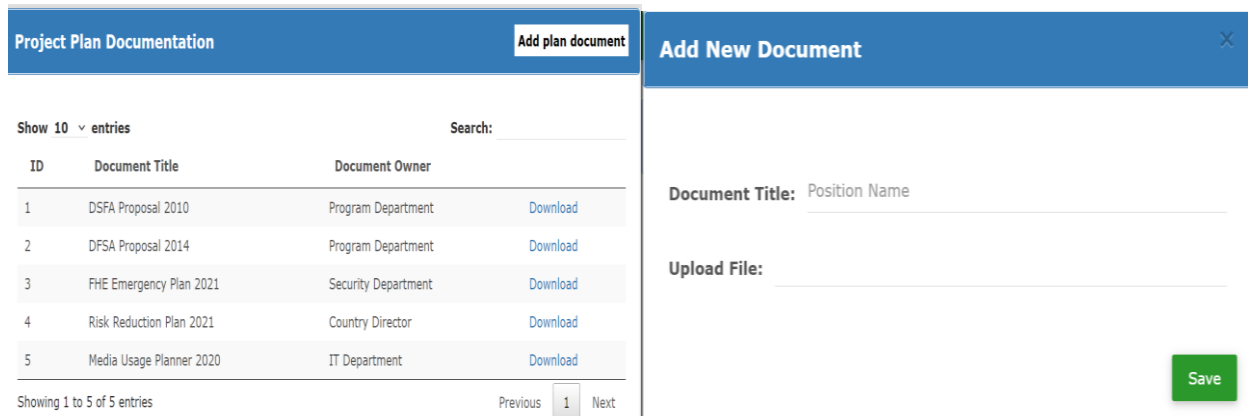 Project Plan Documentation Add plan document
Show 10 entries Search:
ID Document Title Document Owner
1 DSFA Proposal 2010 Program Department Download
2 DFSA Proposal 2014 Program Department Download
3 FHE Emergency Plan 2021 Security Department Download
4 Risk Reduction Plan 2021 Country Director Download
5 Media Usage Planner 2020 IT Department Download
Showing 1 to 5 of 5 entries Previous 1 Next
Add New Document ×
Document Title: Position Name
Upload File:
Save